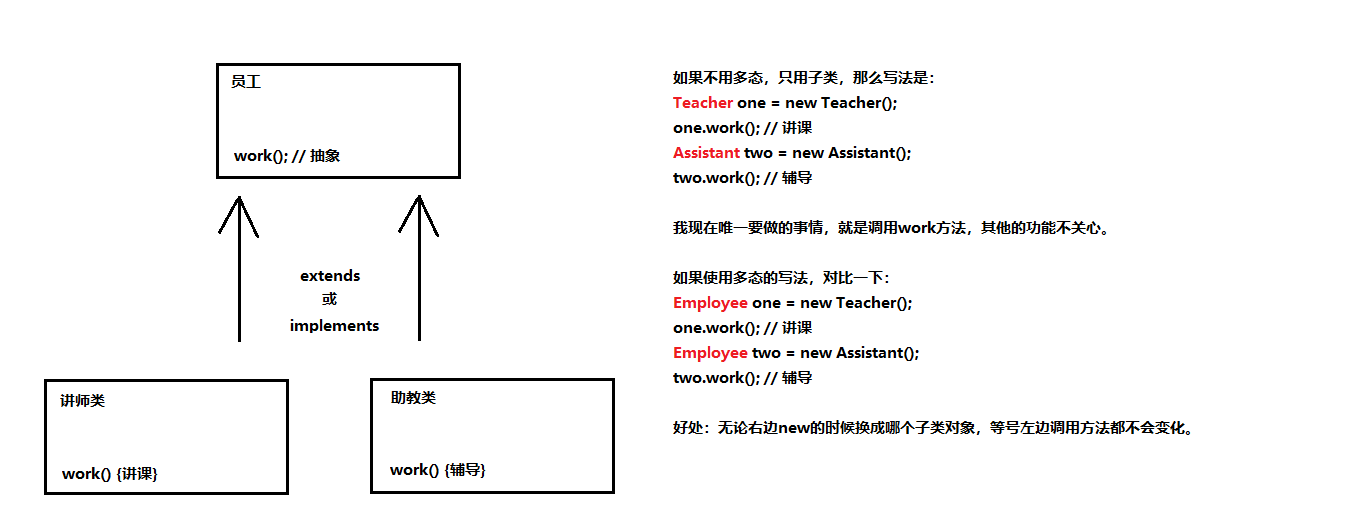 员工
work(); // 抽象
extends
或
implements
讲师类
work() {讲课}
助教类
work() {辅导}
如果不用多态，只用子类，那么写法是：
Teacher one = new Teacher();
one.work(); // 讲课
Assistant two = new Assistant();
two.work(); // 辅导
我现在唯一要做的事情，就是调用work方法，其他的功能不关心。
如果使用多态的写法，对比一下：
Employee one = new Teacher();
one.work(); // 讲课
Employee two = new Assistant();
two.work(); // 辅导
好处：无论右边new的时候换成哪个子类对象，等号左边调用方法都不会变化。